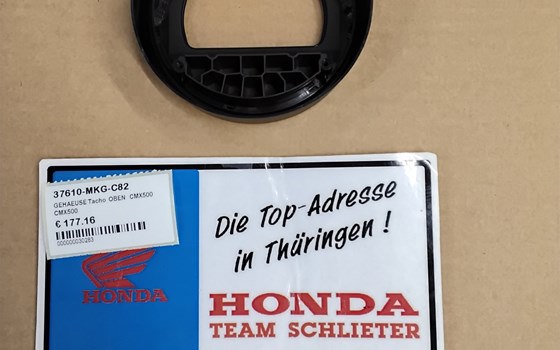 37610-MKG-C82
GEHAEUSE Tacho. OBEN CMX500
CMX500
€ 177.16
000000030283
Die Top-Adresse
in Thüringen !
HONDA
HONDA
TEAM SCHLIETER